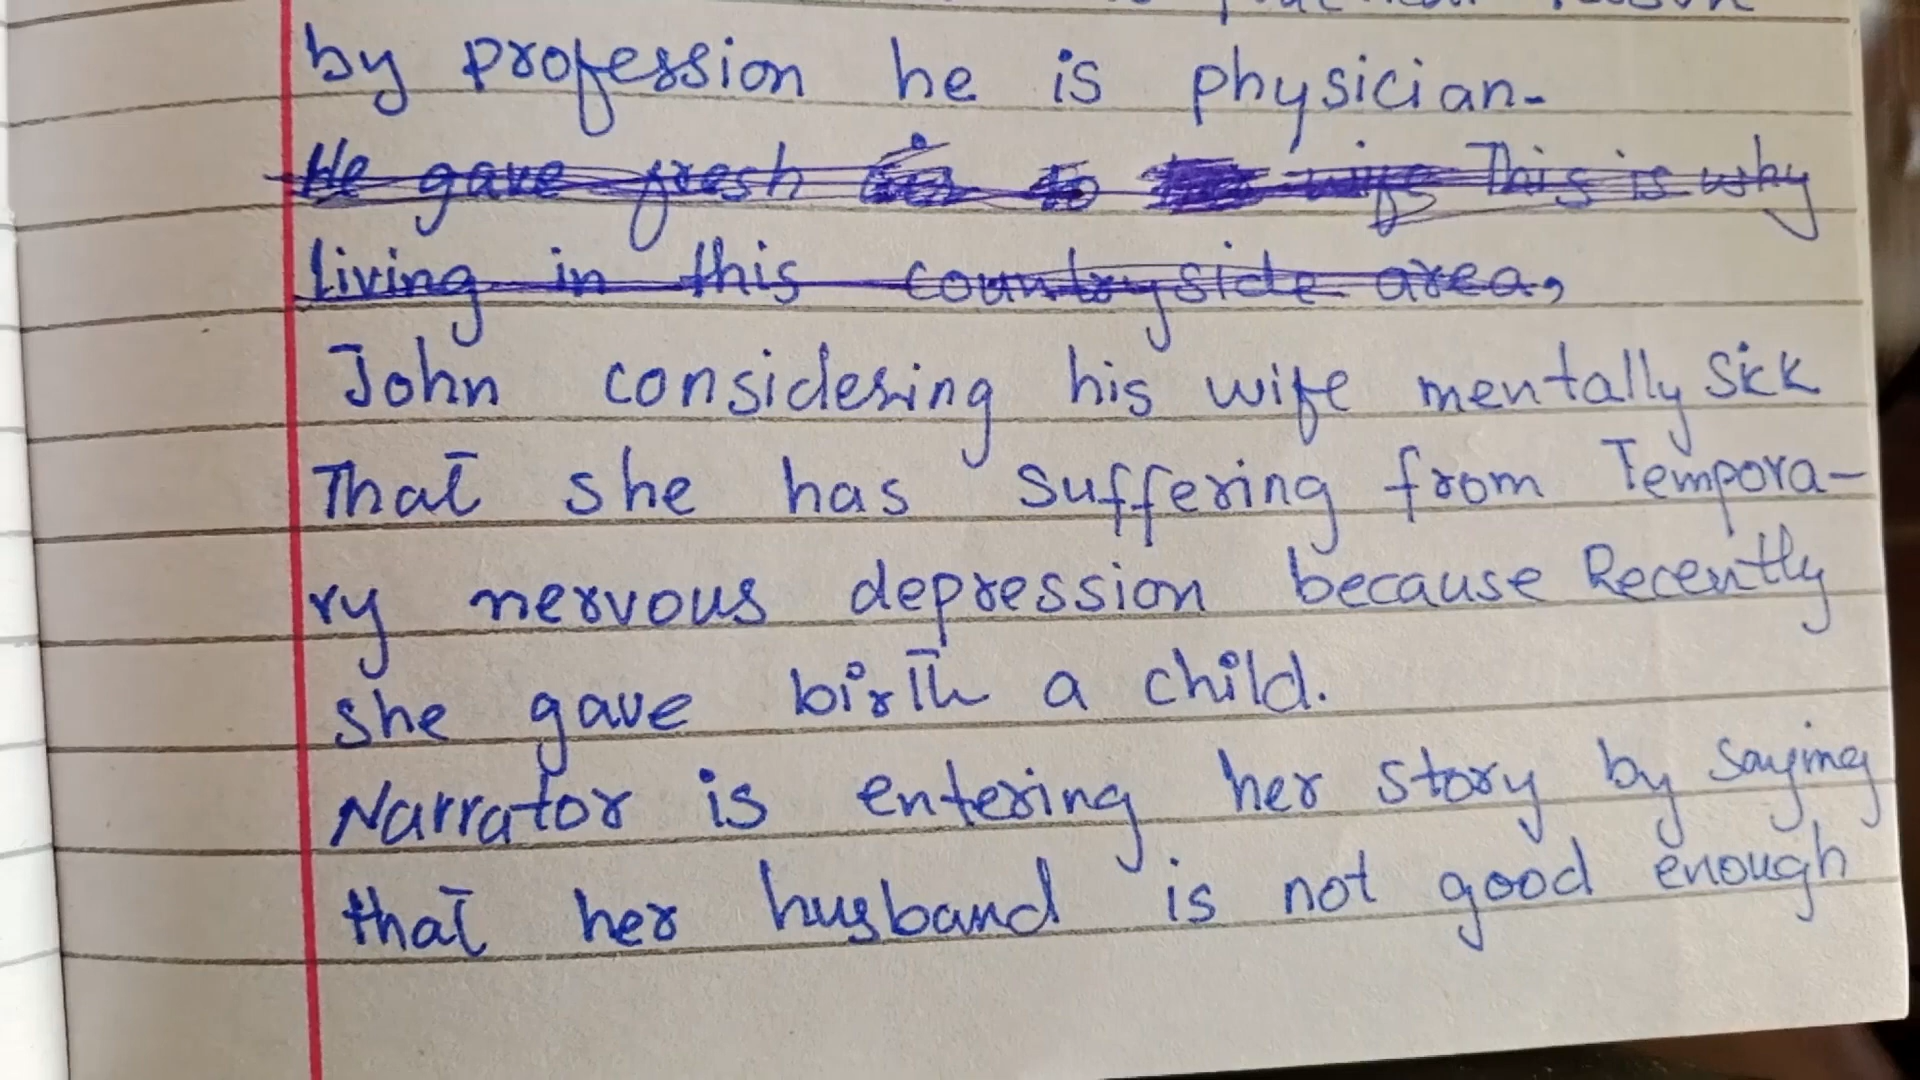 by profession he is physician.
He gave fresh to wife This is why
living in this countryside area,
John considering his wife mentally sick
That she has suffering from Tempora-
ry nervous depression because Recently
she gave birth a child.
Narrator is entering her story by saying
that her husband is not good enough